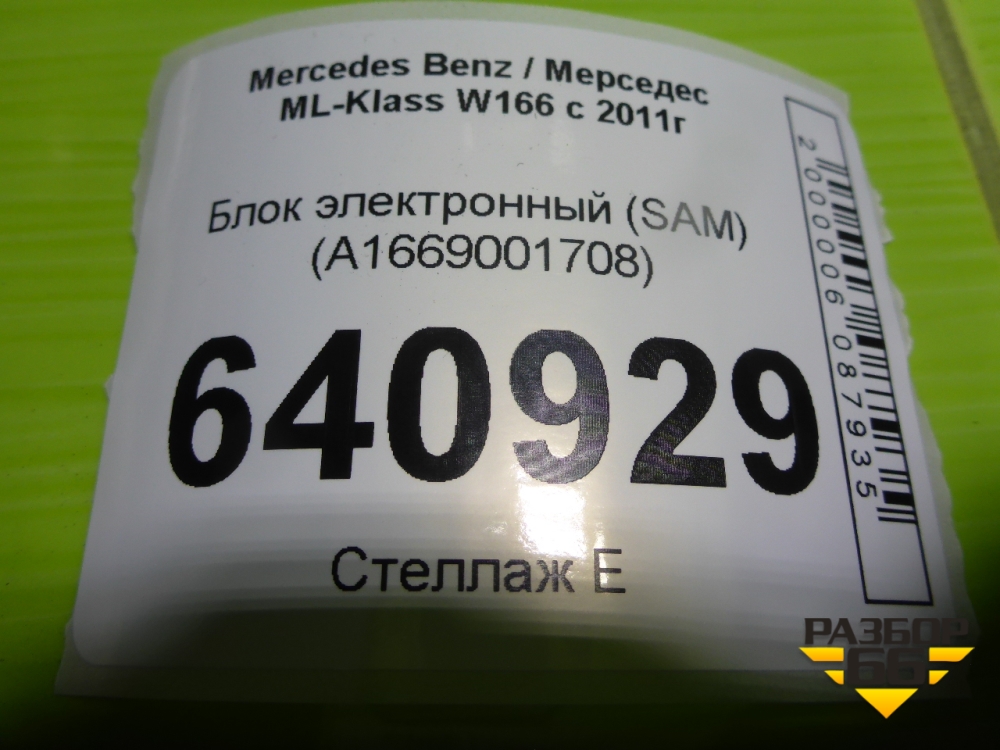 Mercedes Benz / Мерседес
ML-Klass W166 с 2011г
Блок электронный (SAM)
(A1669001708)
640929
Стеллаж Е
2000006087935
РАЗБОР
66